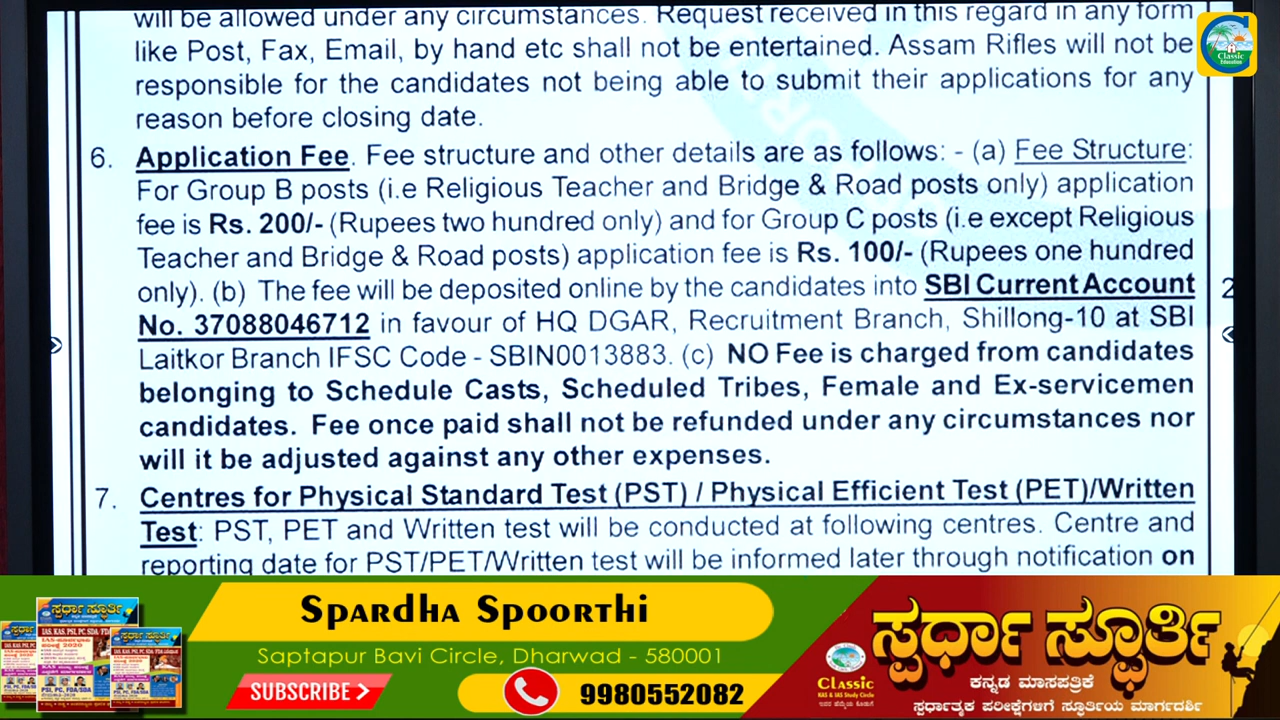 will be allowed under any circumstances. Request received in this regard in any form
like Post, Fax, Email, by hand etc shall not be entertained. Assam Rifles will not be
responsible for the candidates not being able to submit their applications for any
reason before closing date.
6. Application Fee. Fee structure and other details are as follows: - (a) Fee Structure:
For Group B posts (i.e Religious Teacher and Bridge & Road posts only) application
fee is Rs. 200/- (Rupees two hundred only) and for Group C posts (i.e except Religious
Teacher and Bridge & Road posts) application fee is Rs. 100/- (Rupees one hundred
only). (b) The fee will be deposited online by the candidates into SBI Current Account
No. 37088046712 in favour of HQ DGAR, Recruitment Branch, Shillong-10 at SBI
Laitkor Branch IFSC Code - SBIN0013883. (c) NO Fee is charged from candidates
belonging to Schedule Casts, Scheduled Tribes, Female and Ex-servicemen
candidates. Fee once paid shall not be refunded under any circumstances nor
will it be adjusted against any other expenses.
7. Centres for Physical Standard Test (PST) / Physical Efficient Test (PET)/Written
Test: PST, PET and Written test will be conducted at following centres. Centre and
reporting date for PST/PET/Written test will be informed later through notification on
2
Classic
Education
Spardha Spoorthi
Saptapur Bavi Circle, Dharwad - 580001
SUBSCRIBE
9980552082
ಸ್ಪರ್ಧಾ ಸ್ಫೂರ್ತಿ
ಕನ್ನಡ ಮಾಸಪತ್ರಿಕೆ
ಸ್ಪರ್ಧಾತ್ಮಕ ಪರೀಕ್ಷೆಗಳಿಗೆ ಸ್ಫೂರ್ತಿಯ ಮಾರ್ಗದರ್ಶಿ
Classic
KAS & IAS Study Circle
ಸ್ಪರ್ಧಾ ಸ್ಫೂರ್ತಿ